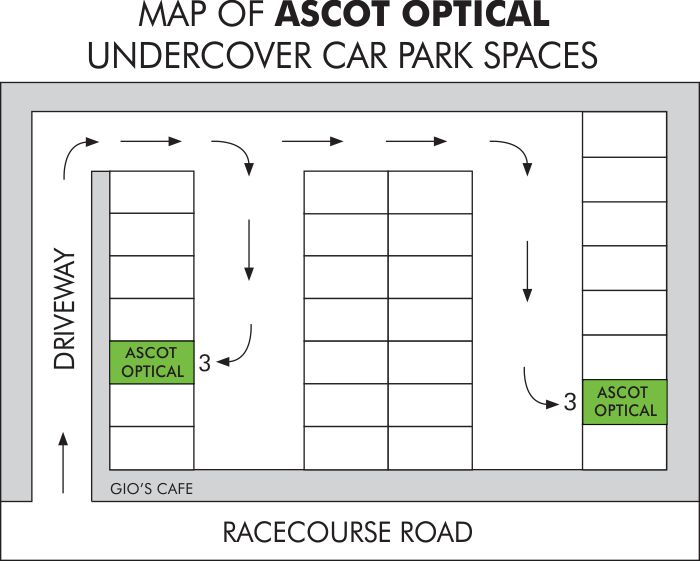 MAP OF ASCOT OPTICAL
UNDERCOVER CAR PARK SPACES
DRIVEWAY
ASCOT
OPTICAL
3
3
ASCOT
OPTICAL
GIO'S CAFE
RACECOURSE ROAD